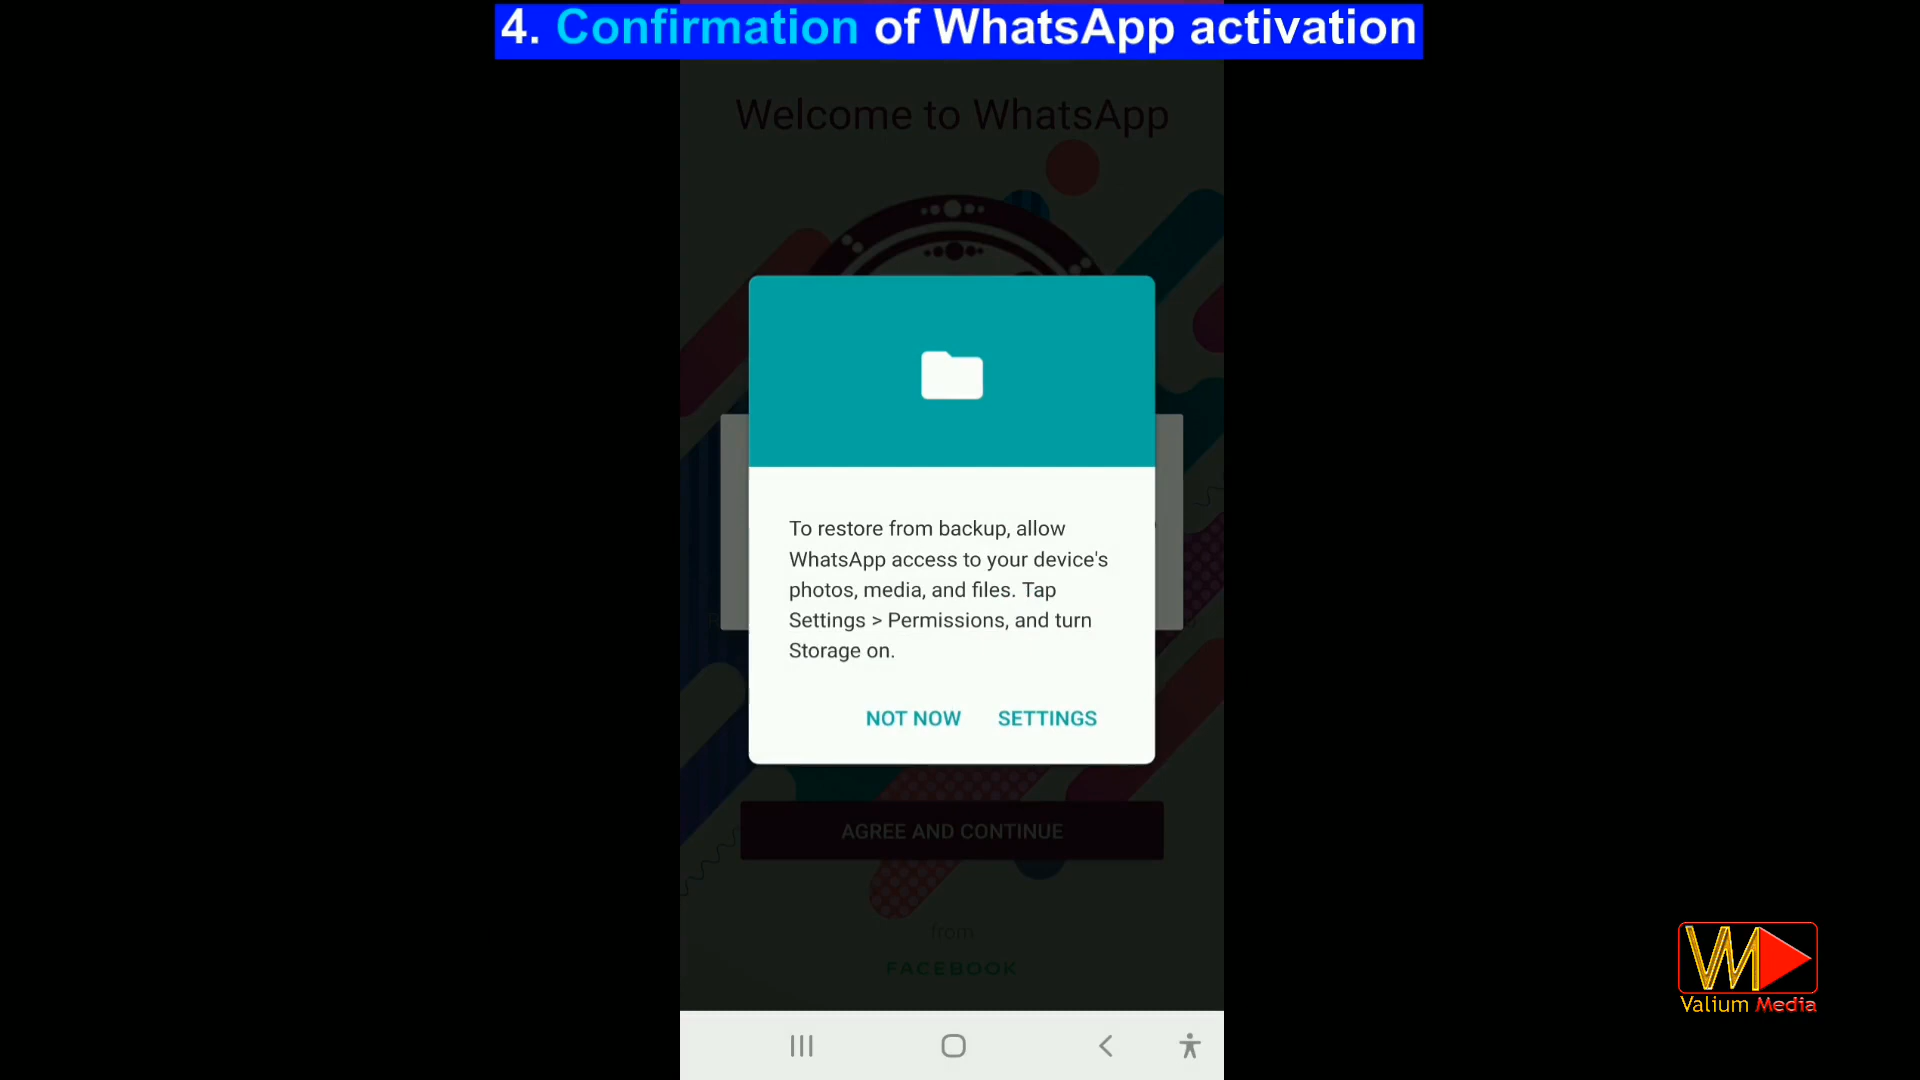 4. Confirmation of WhatsApp activation
Welcome to WhatsApp
To restore from backup, allow
WhatsApp access to your device's
photos, media, and files. Tap
Settings > Permissions, and turn
Storage on.
NOT NOW SETTINGS
AGREE AND CONTINUE
from
FACEBOOK
VM
Valium Media